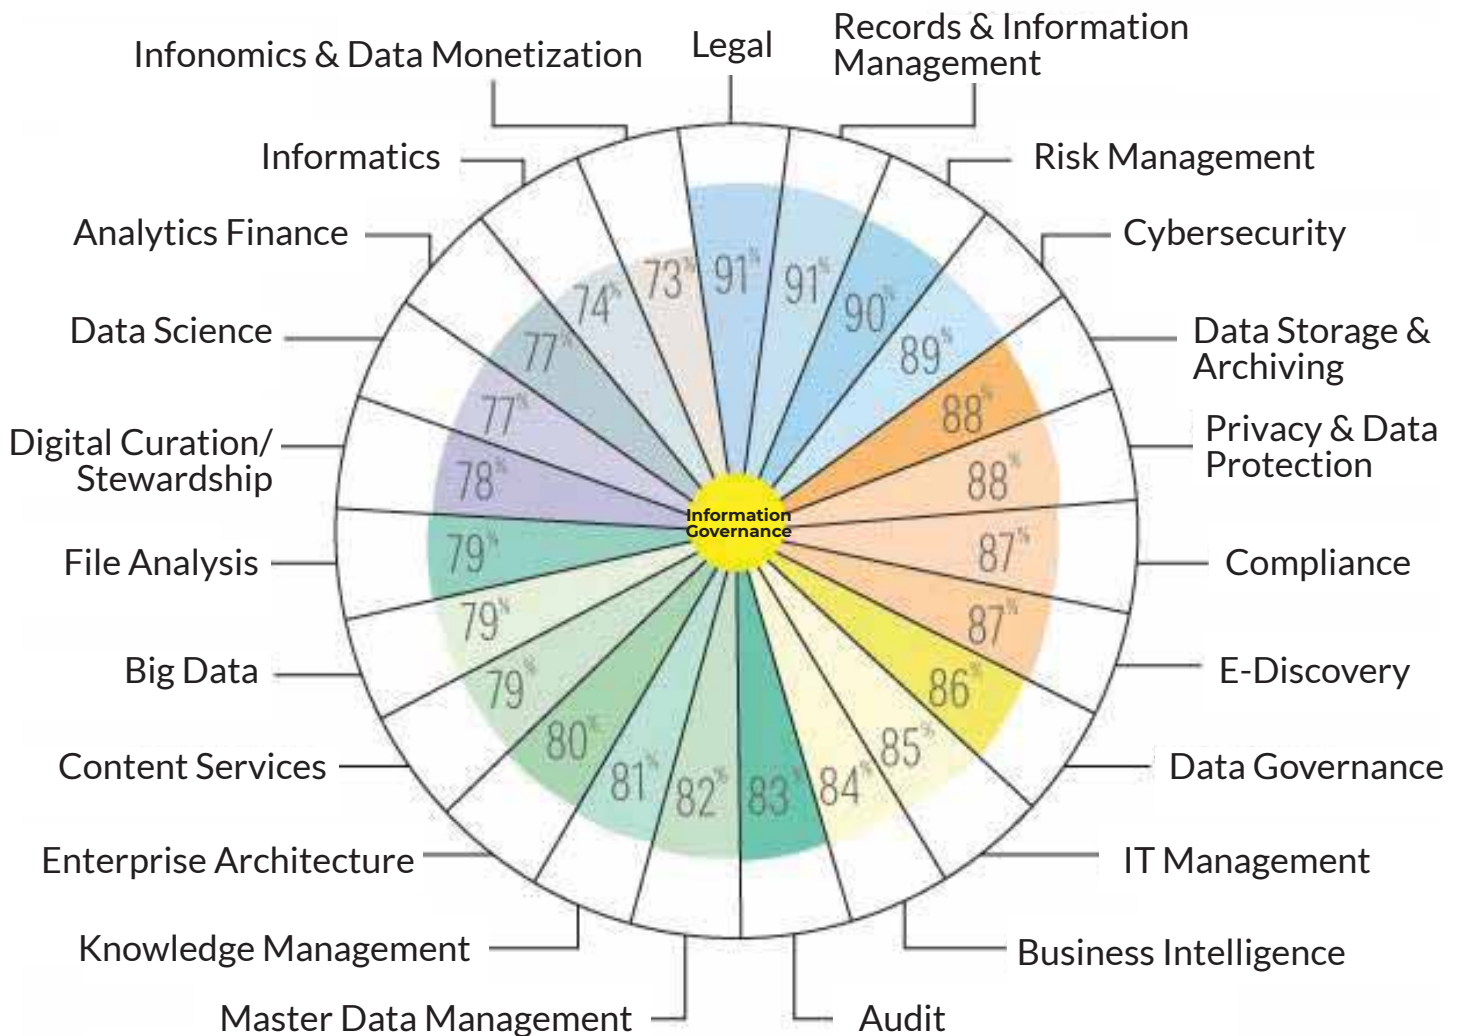 Legal
Records & Information
Management
Risk Management
Cybersecurity
Data Storage &
Archiving
Privacy & Data
Protection
Compliance
E-Discovery
Data Governance
IT Management
Business Intelligence
Audit
Master Data Management
Knowledge Management
Enterprise Architecture
Content Services
Big Data
File Analysis
Digital Curation/
Stewardship
Data Science
Analytics Finance
Informatics
Infonomics & Data Monetization
91%
91%
90%
89%
88%
88%
87%
87%
86%
85%
84%
83%
82%
81%
80%
79%
79%
79%
78%
77%
77%
74%
73%
Information
Governance